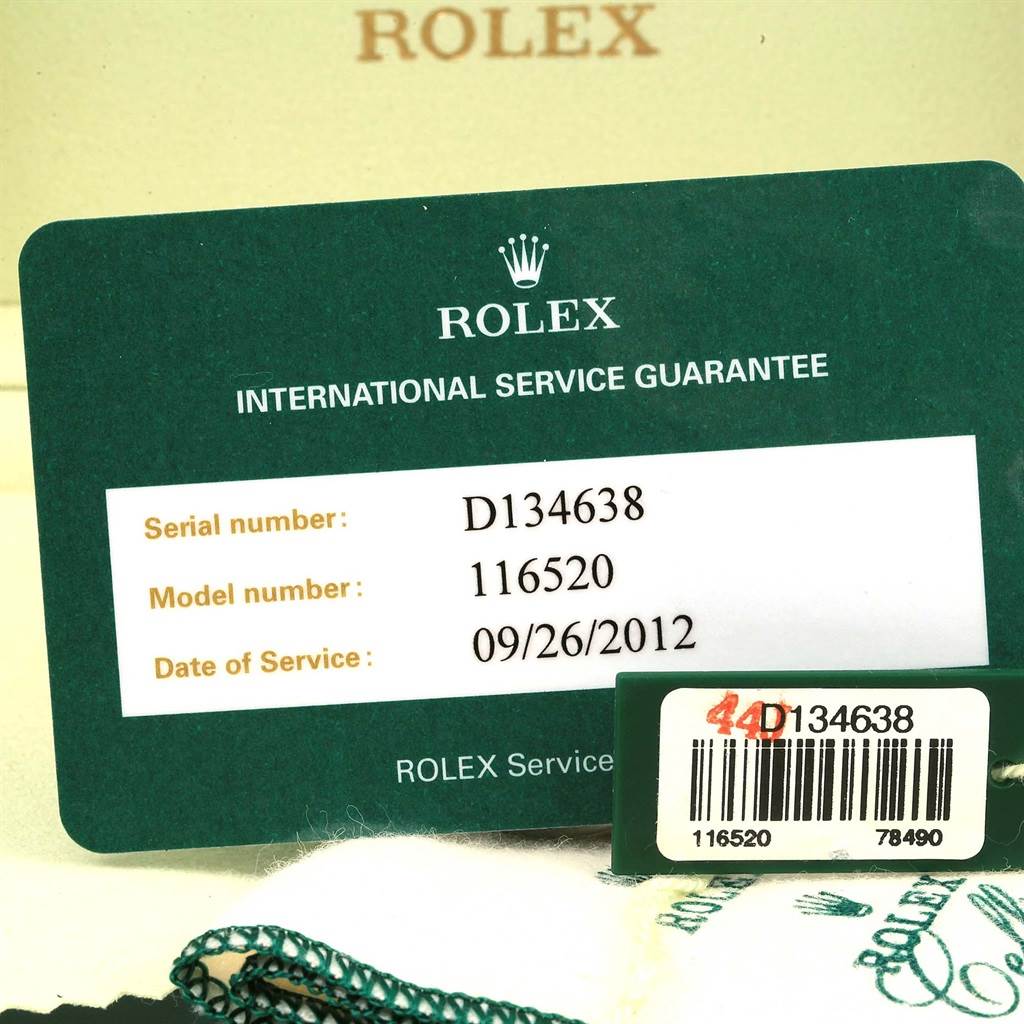 ROLEX
ROLEX
INTERNATIONAL SERVICE GUARANTEE
Serial number: D134638
Model number: 116520
Date of Service: 09/26/2012
ROLEX Service
D134638
116520 78490
ROLEX